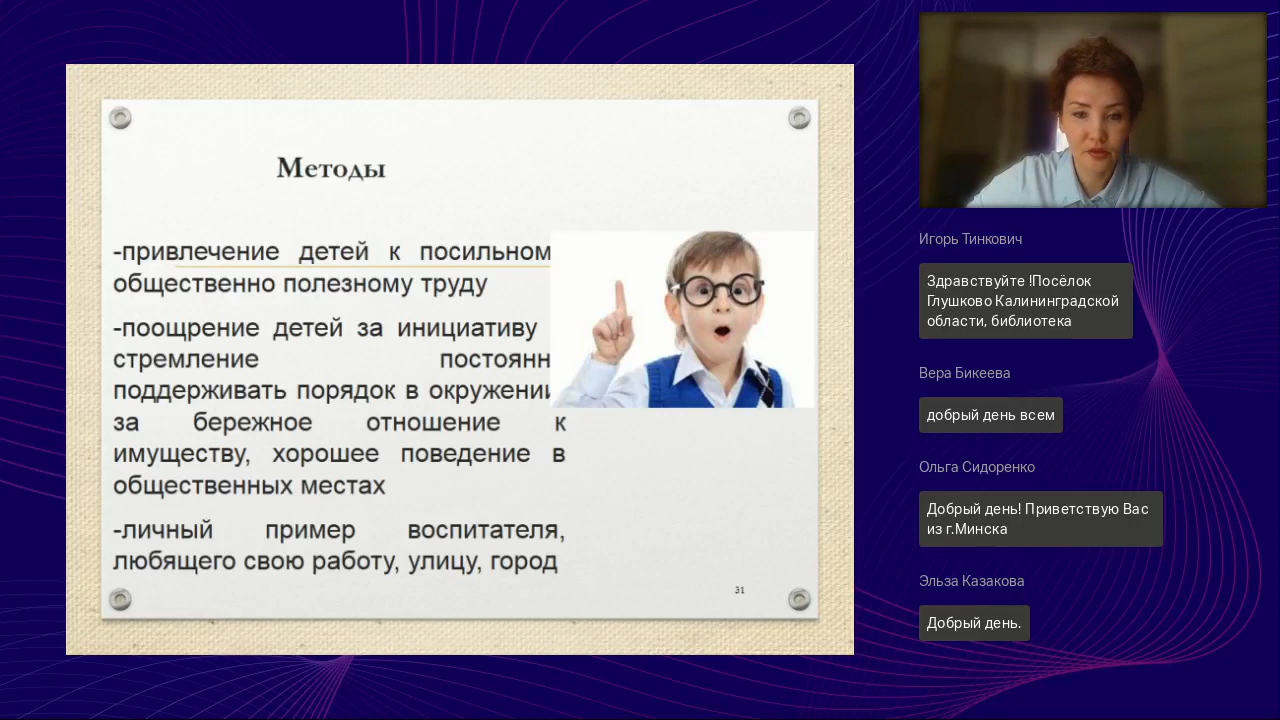 Методы
-привлечение детей к посильном
общественно полезному труду
-поощрение детей за инициативу
стремление постоянн
поддерживать порядок в окружении
за бережное отношение к
имуществу, хорошее поведение в
общественных местах
-личный пример воспитателя,
любящего свою работу, улицу, город
31
Игорь Тинкович
Здравствуйте !Посёлок
Глушково Калининградской
области, библиотека
Вера Бикеева
добрый день всем
Ольга Сидоренко
Добрый день! Приветствую Вас
из г.Минска
Эльза Казакова
Добрый день.